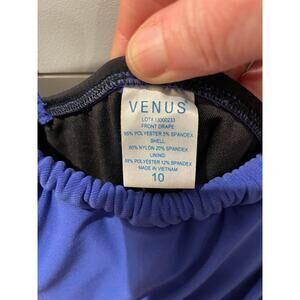 VENUS
LOT# 13000233
FRONT DRAPE:
95% POLYESTER 5% SPANDEX
SHELL:
80% NYLON 20% SPANDEX
LINING:
88% POLYESTER 12% SPANDEX
MADE IN VIETNAM
10